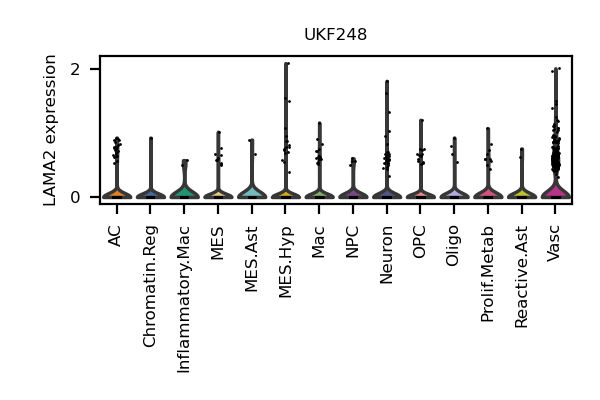 UKF248
LAMA2 expression
2
0
AC
Chromatin.Reg
Inflammatory.Mac
MES
MES.Ast
MES.Hyp
Mac
NPC
Neuron
OPC
Oligo
Prolif.Metab
Reactive.Ast
Vasc